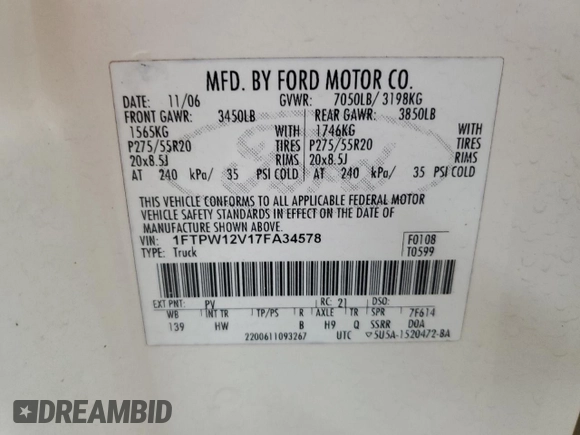 MFD. BY FORD MOTOR CO.
DATE: 11/06 GVWR: 7050LB/ 3198KG
FRONT GAWR: 3450LB REAR GAWR: 3850LB
1565KG WITH 1746KG WITH
P275/55R20 TIRES P275/55R20 TIRES
20x8.5J RIMS 20x8.5J RIMS
AT 240 kPa/ 35 PSI COLD AT 240 kPa/ 35 PSI COLD
THIS VEHICLE CONFORMS TO ALL APPLICABLE FEDERAL MOTOR
VEHICLE SAFETY STANDARDS IN EFFECT ON THE DATE OF
MANUFACTURE SHOWN ABOVE.
VIN: 1FTPW12V17FA34578 F0108
TYPE: Truck T0599
EXT PNT: PV RC: 21 DSO:
WB INT TR TP/PS R AXLE TR SPR 7F614
139 HW B H9 Q SSRR D0A
2200611093267 UTC 5USA-1520472-BA
Ford
DREAMBID